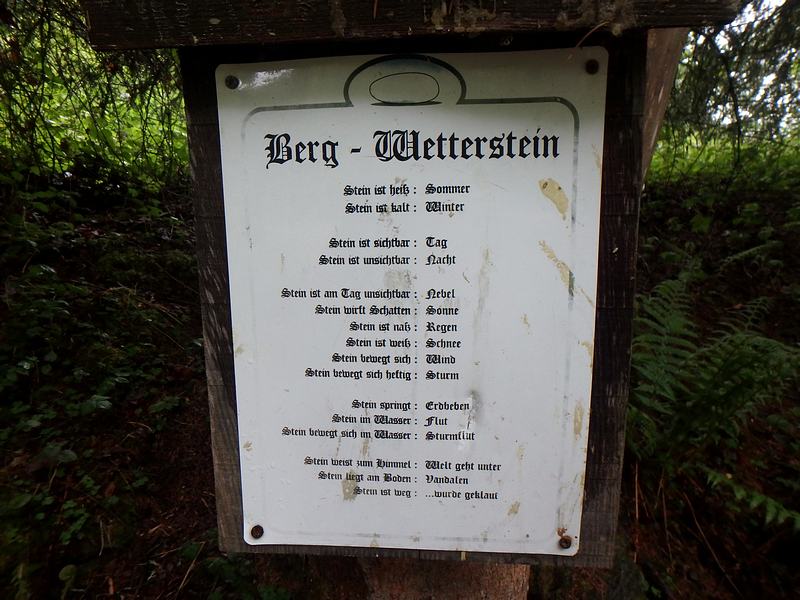 Berg - Wetterstein
Stein ist heiß : Sommer
Stein ist kalt : Winter
Stein ist sichtbar : Tag
Stein ist unsichtbar : Nacht
Stein ist am Tag unsichtbar : Nebel
Stein wirft Schatten : Sonne
Stein ist naß : Regen
Stein ist weiß : Schnee
Stein bewegt sich : Wind
Stein bewegt sich heftig : Sturm
Stein springt : Erdbeben
Stein im Wasser : Flut
Stein bewegt sich im Wasser : Sturmflut
Stein weist zum Himmel : Welt geht unter
Stein liegt am Boden : Vandalen
Stein ist weg : ...wurde geklaut